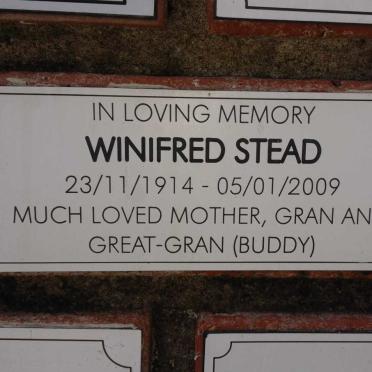 IN LOVING MEMORY
WINIFRED STEAD
23/11/1914 - 05/01/2009
MUCH LOVED MOTHER, GRAN AN
GREAT-GRAN (BUDDY)